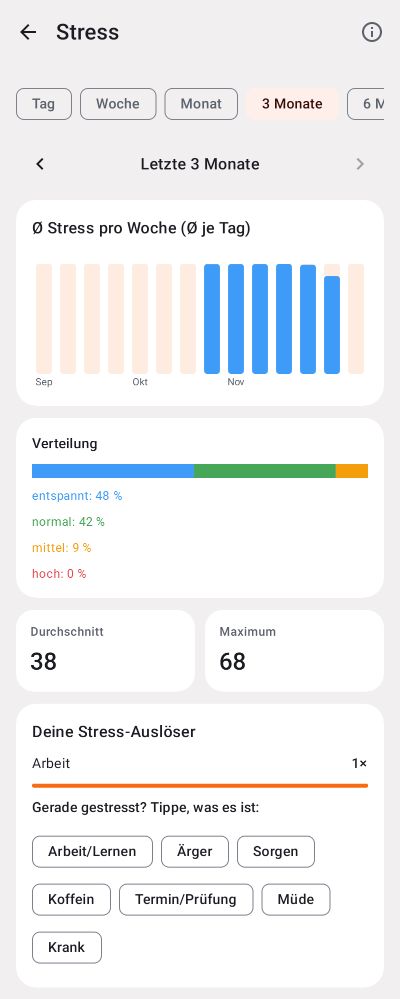 Stress
Tag Woche Monat 3 Monate 6 M
Letzte 3 Monate
Ø Stress pro Woche (Ø je Tag)
Sep Okt Nov
Verteilung
entspannt: 48 %
normal: 42 %
mittel: 9 %
hoch: 0 %
Durchschnitt Maximum
38 68
Deine Stress-Auslöser
Arbeit 1×
Gerade gestresst? Tippe, was es ist:
Arbeit/Lernen Ärger Sorgen
Koffein Termin/Prüfung Müde
Krank